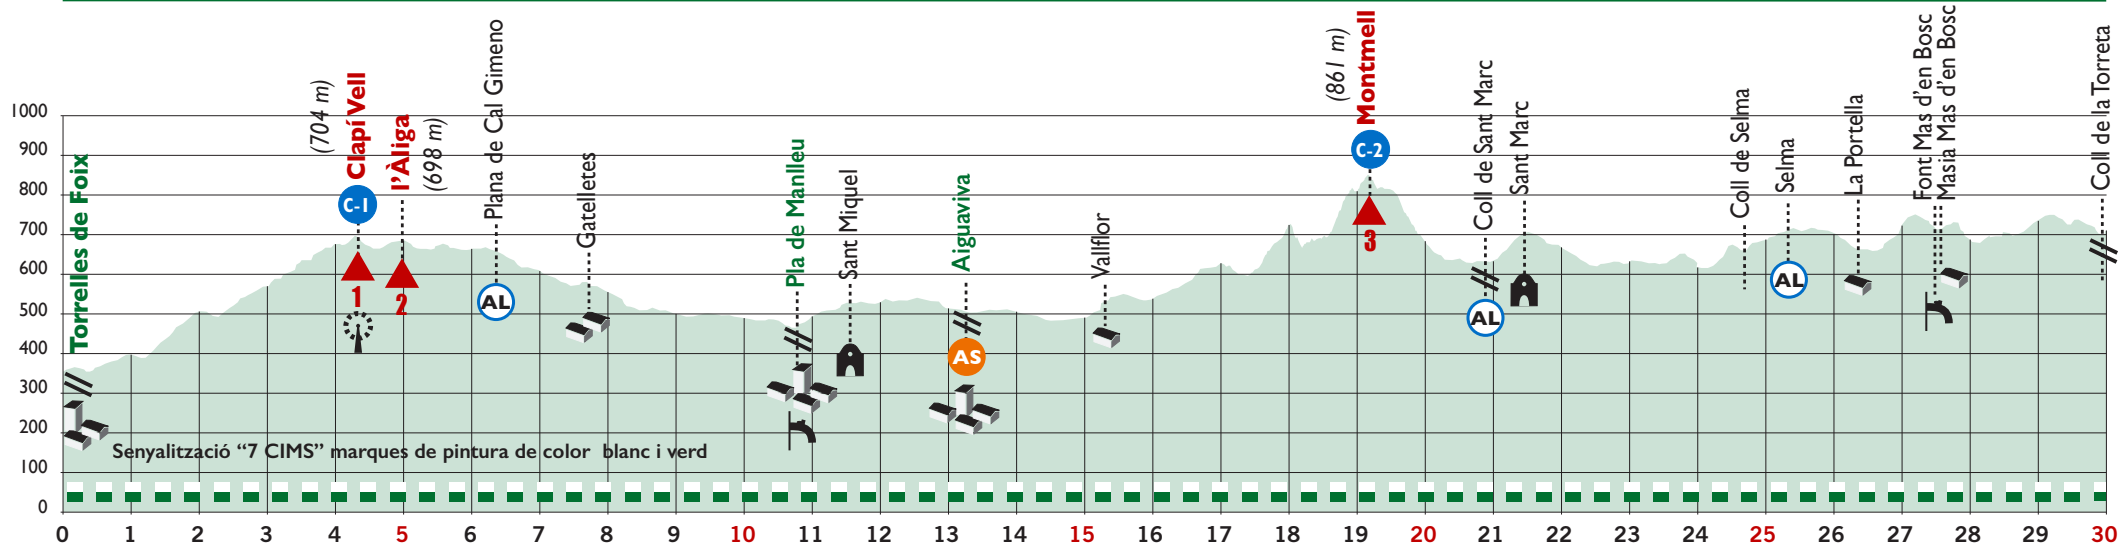 Torrelles de Foix
(704 m)
Clapí Vell
C-1
1
l'Àliga
(698 m)
2
Plana de Cal Gimeno
AL
Gatelletes
Pla de Manlleu
Sant Miquel
Aiguaviva
AS
Vallflor
(861 m)
Montmell
C-2
3
Coll de Sant Marc
AL
Sant Marc
Coll de Selma
Selma
AL
La Portella
Font Mas d'en Bosc
Masia Mas d'en Bosc
Coll de la Torreta
1000
900
800
700
600
500
400
300
200
100
0
Senyalització “7 CIMS” marques de pintura de color blanc i verd
0 1 2 3 4 5 6 7 8 9 10 11 12 13 14 15 16 17 18 19 20 21 22 23 24 25 26 27 28 29 30